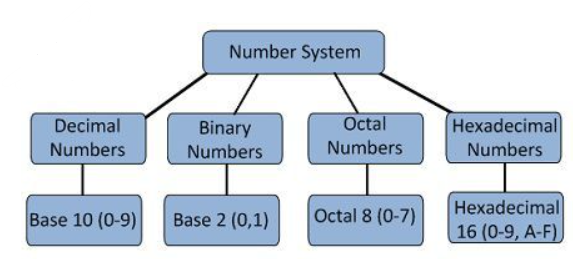 Number System
Decimal
Numbers
Binary
Numbers
Octal
Numbers
Hexadecimal
Numbers
Base 10 (0-9)
Base 2 (0,1)
Octal 8 (0-7)
Hexadecimal
16 (0-9, A-F)